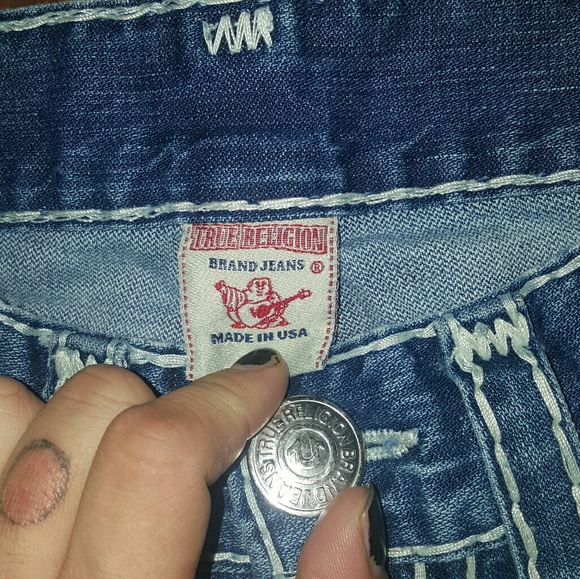 TRUE RELIGION
BRAND JEANS ®
MADE IN USA
TRUE RELIGION BRAND JEANS